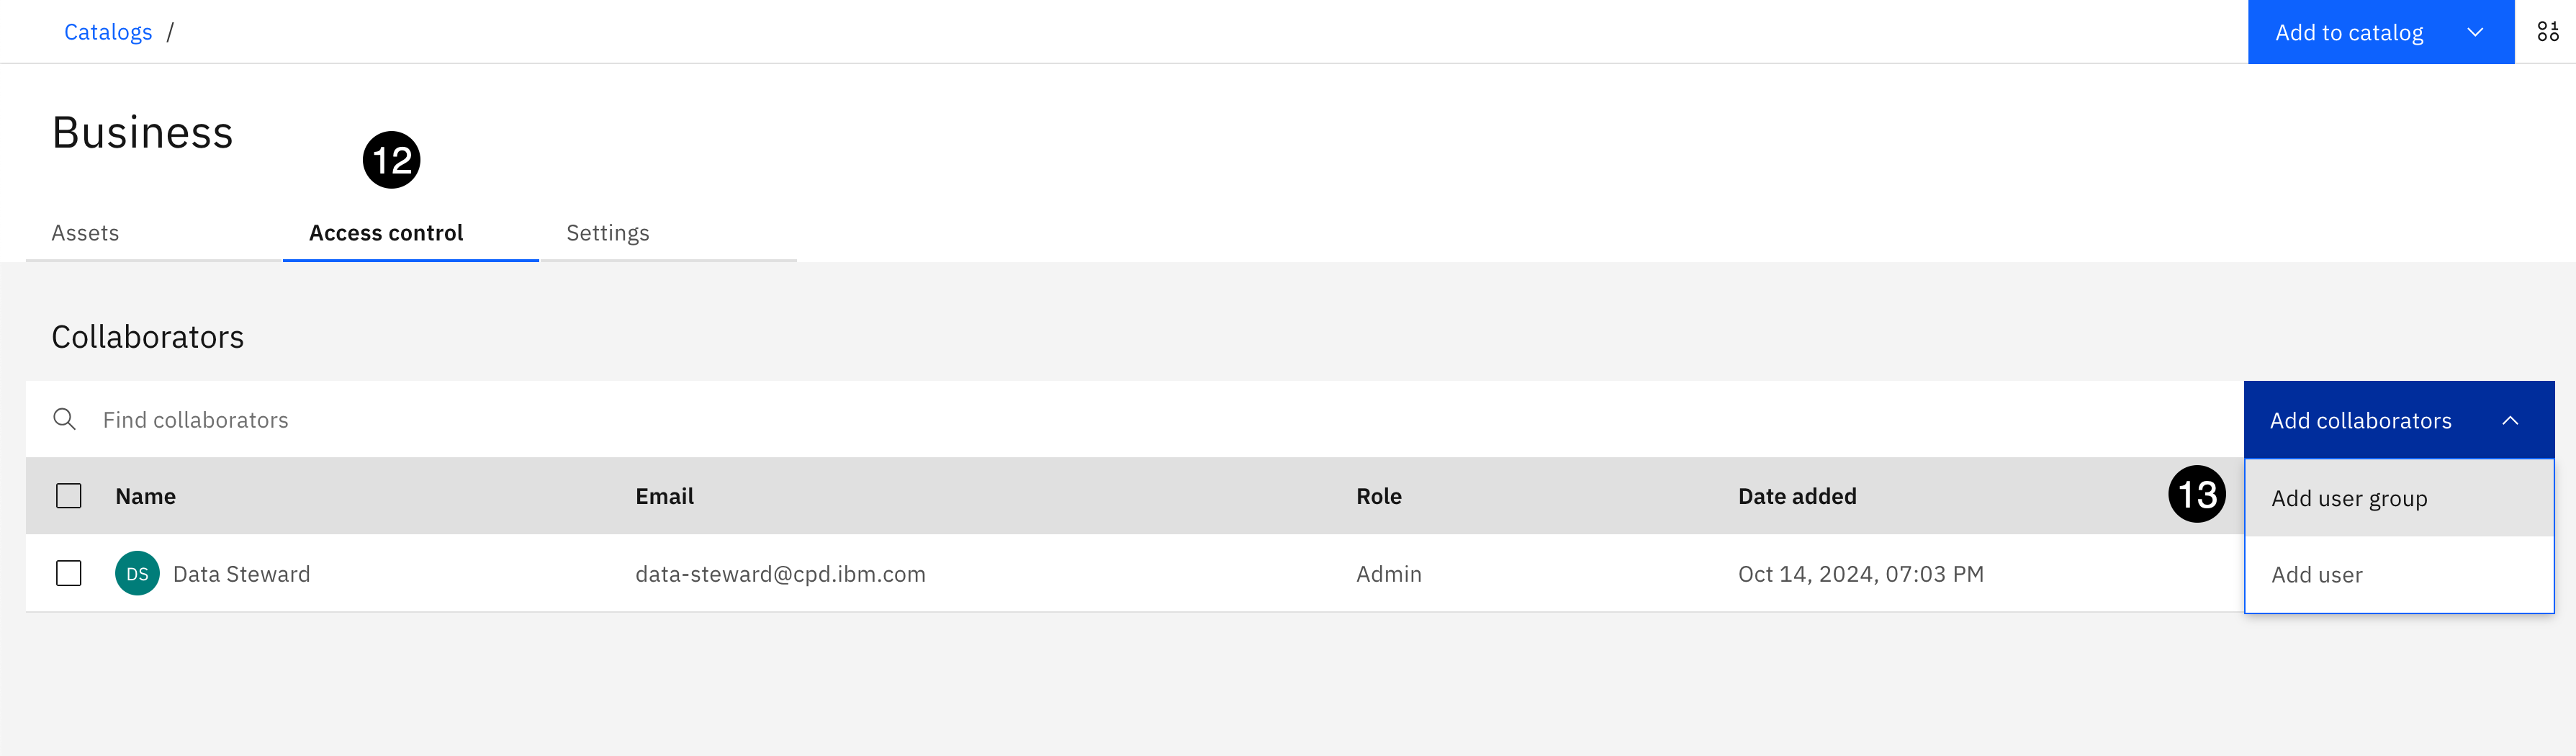 Catalogs /
Add to catalog
Business
12
Assets
Access control
Settings
Collaborators
Find collaborators
Add collaborators
Name Email Role Date added
13
Add user group
DS Data Steward data-steward@cpd.ibm.com Admin Oct 14, 2024, 07:03 PM
Add user